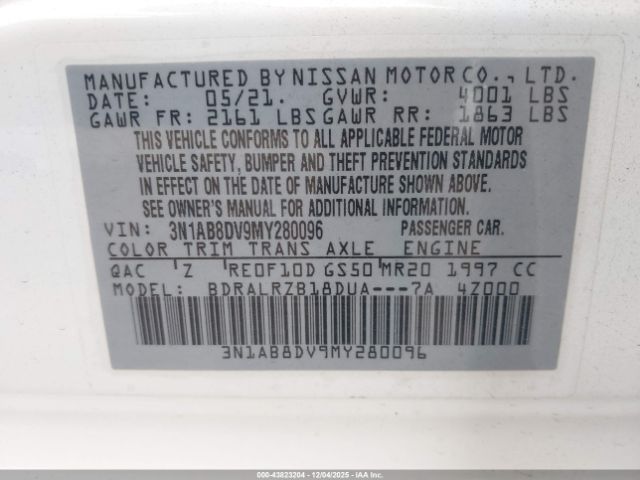 MANUFACTURED BY NISSAN MOTOR CO., LTD.
DATE: 05/21. GVWR: 4001 LBS
GAWR FR: 2161 LBS GAWR RR: 1863 LBS
THIS VEHICLE CONFORMS TO ALL APPLICABLE FEDERAL MOTOR
VEHICLE SAFETY, BUMPER AND THEFT PREVENTION STANDARDS
IN EFFECT ON THE DATE OF MANUFACTURE SHOWN ABOVE.
SEE OWNER'S MANUAL FOR ADDITIONAL INFORMATION.
VIN: 3N1AB8DV9MY280096 PASSENGER CAR.
COLOR TRIM TRANS AXLE ENGINE
QAC Z RE0F10D GS50 MR20 1997 CC
MODEL: BDRALRZB18DUA---7A 4Z000
3N1AB8DV9MY280096
000-43823204 - 12/04/2025 - IAA